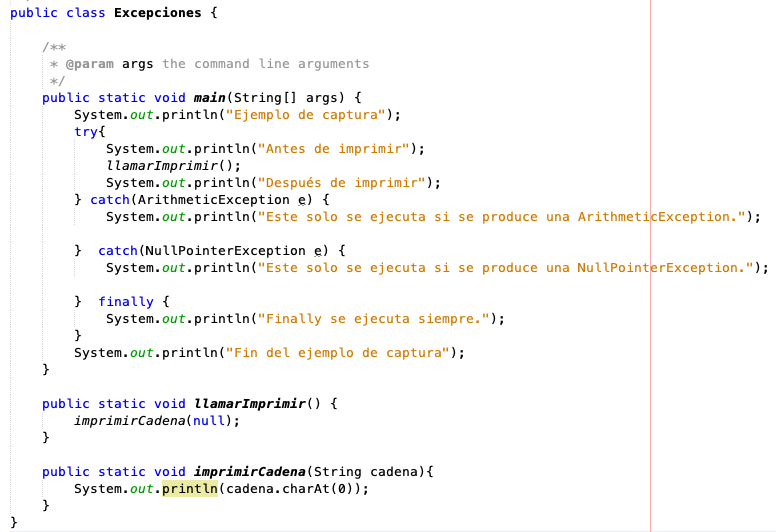 public class Excepciones {
/**
* @param args the command line arguments
*/
public static void main(String[] args) {
System.out.println("Ejemplo de captura");
try{
System.out.println("Antes de imprimir");
llamarImprimir();
System.out.println("Después de imprimir");
} catch(ArithmeticException e) {
System.out.println("Este solo se ejecuta si se produce una ArithmeticException.");
} catch(NullPointerException e) {
System.out.println("Este solo se ejecuta si se produce una NullPointerException.");
} finally {
System.out.println("Finally se ejecuta siempre.");
}
System.out.println("Fin del ejemplo de captura");
}
public static void llamarImprimir() {
imprimirCadena(null);
}
public static void imprimirCadena(String cadena){
System.out.println(cadena.charAt(0));
}
}